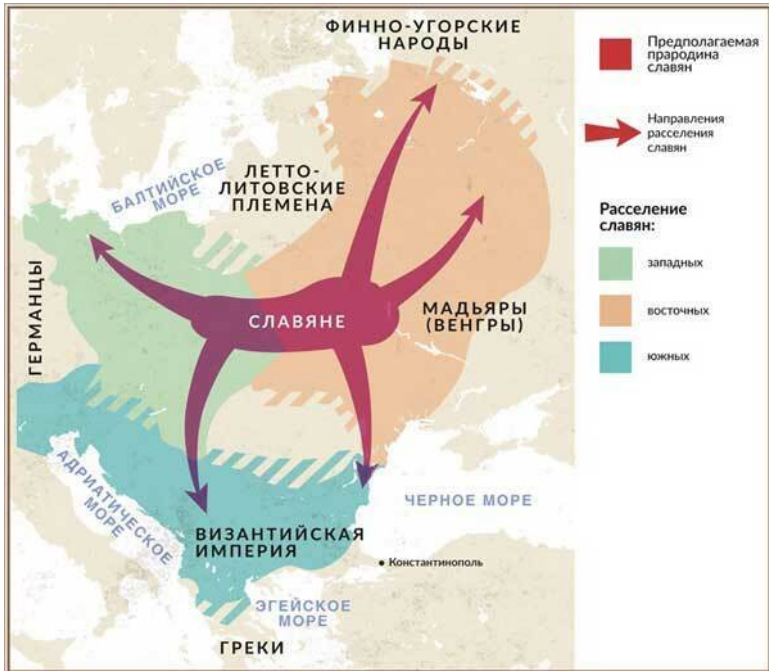 ФИННО-УГОРСКИЕ
НАРОДЫ
ЛЕТТО-
ЛИТОВСКИЕ
ПЛЕМЕНА
БАЛТИЙСКОЕ
МОРЕ
ГЕРМАНЦЫ
СЛАВЯНЕ
МАДЬЯРЫ
(ВЕНГРЫ)
АДРИАТИЧЕСКОЕ
МОРЕ
ВИЗАНТИЙСКАЯ
ИМПЕРИЯ
ЧЕРНОЕ МОРЕ
Константинополь
ЭГЕЙСКОЕ
МОРЕ
ГРЕКИ
Предполагаемая
прародина
славян
Направления
расселения
славян
Расселение
славян:
западных
восточных
южных